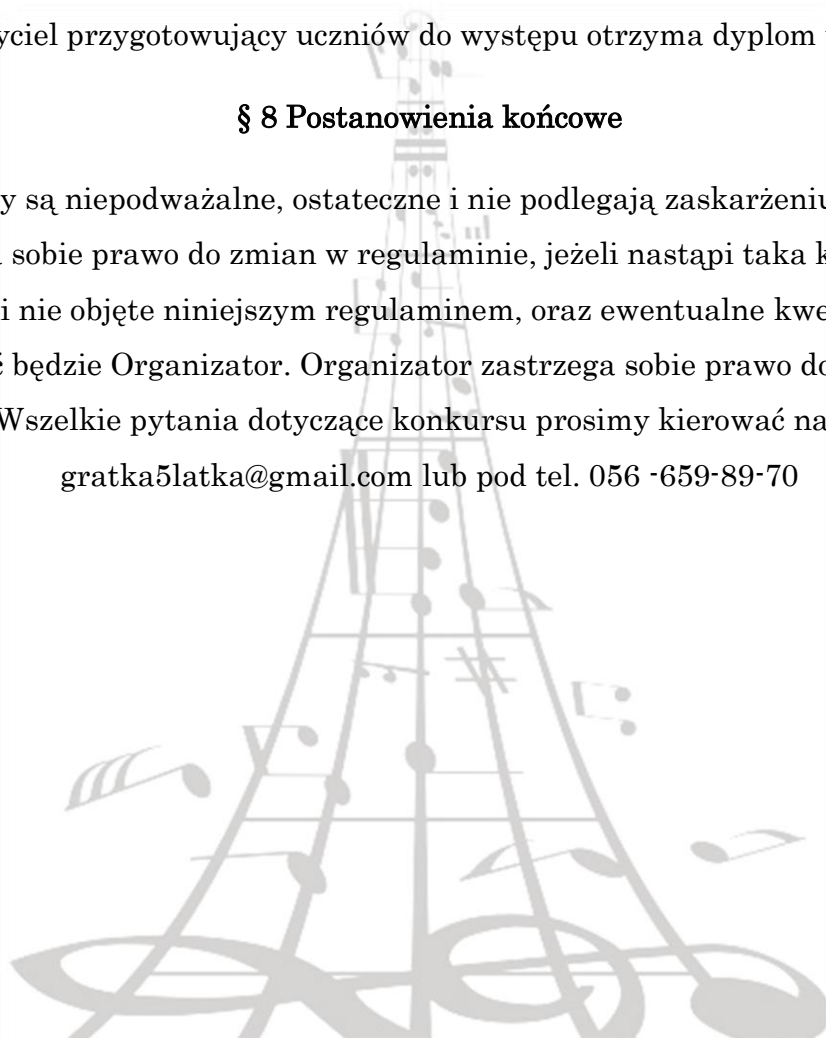 yciel przygotowujący uczniów do występu otrzyma dyplom
§ 8 Postanowienia końcowe
y są niepodważalne, ostateczne i nie podlegają zaskarżeniu
sobie prawo do zmian w regulaminie, jeżeli nastąpi taka k
i nie objęte niniejszym regulaminem, oraz ewentualne kwe
ć będzie Organizator. Organizator zastrzega sobie prawo do
Wszelkie pytania dotyczące konkursu prosimy kierować na
gratka5latka@gmail.com lub pod tel. 056 -659-89-70